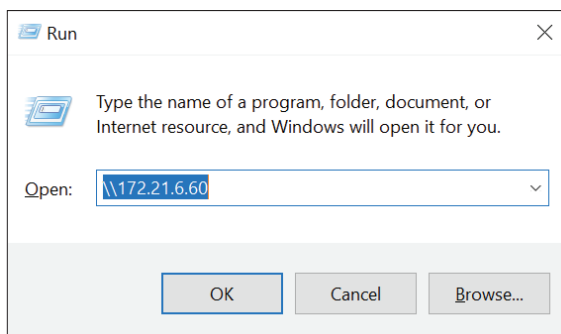 Run
Type the name of a program, folder, document, or
Internet resource, and Windows will open it for you.
Open: \\172.21.6.60
OK Cancel Browse...